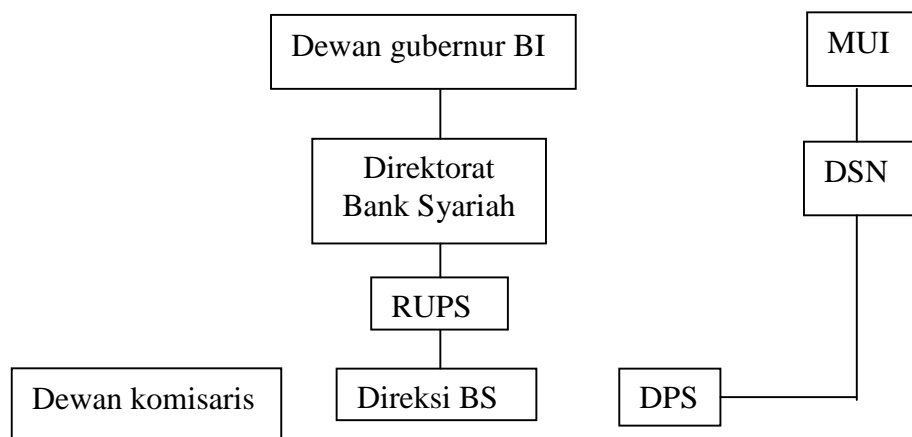 Dewan gubernur BI
MUI
Direktorat
Bank Syariah
DSN
RUPS
Dewan komisaris
Direksi BS
DPS